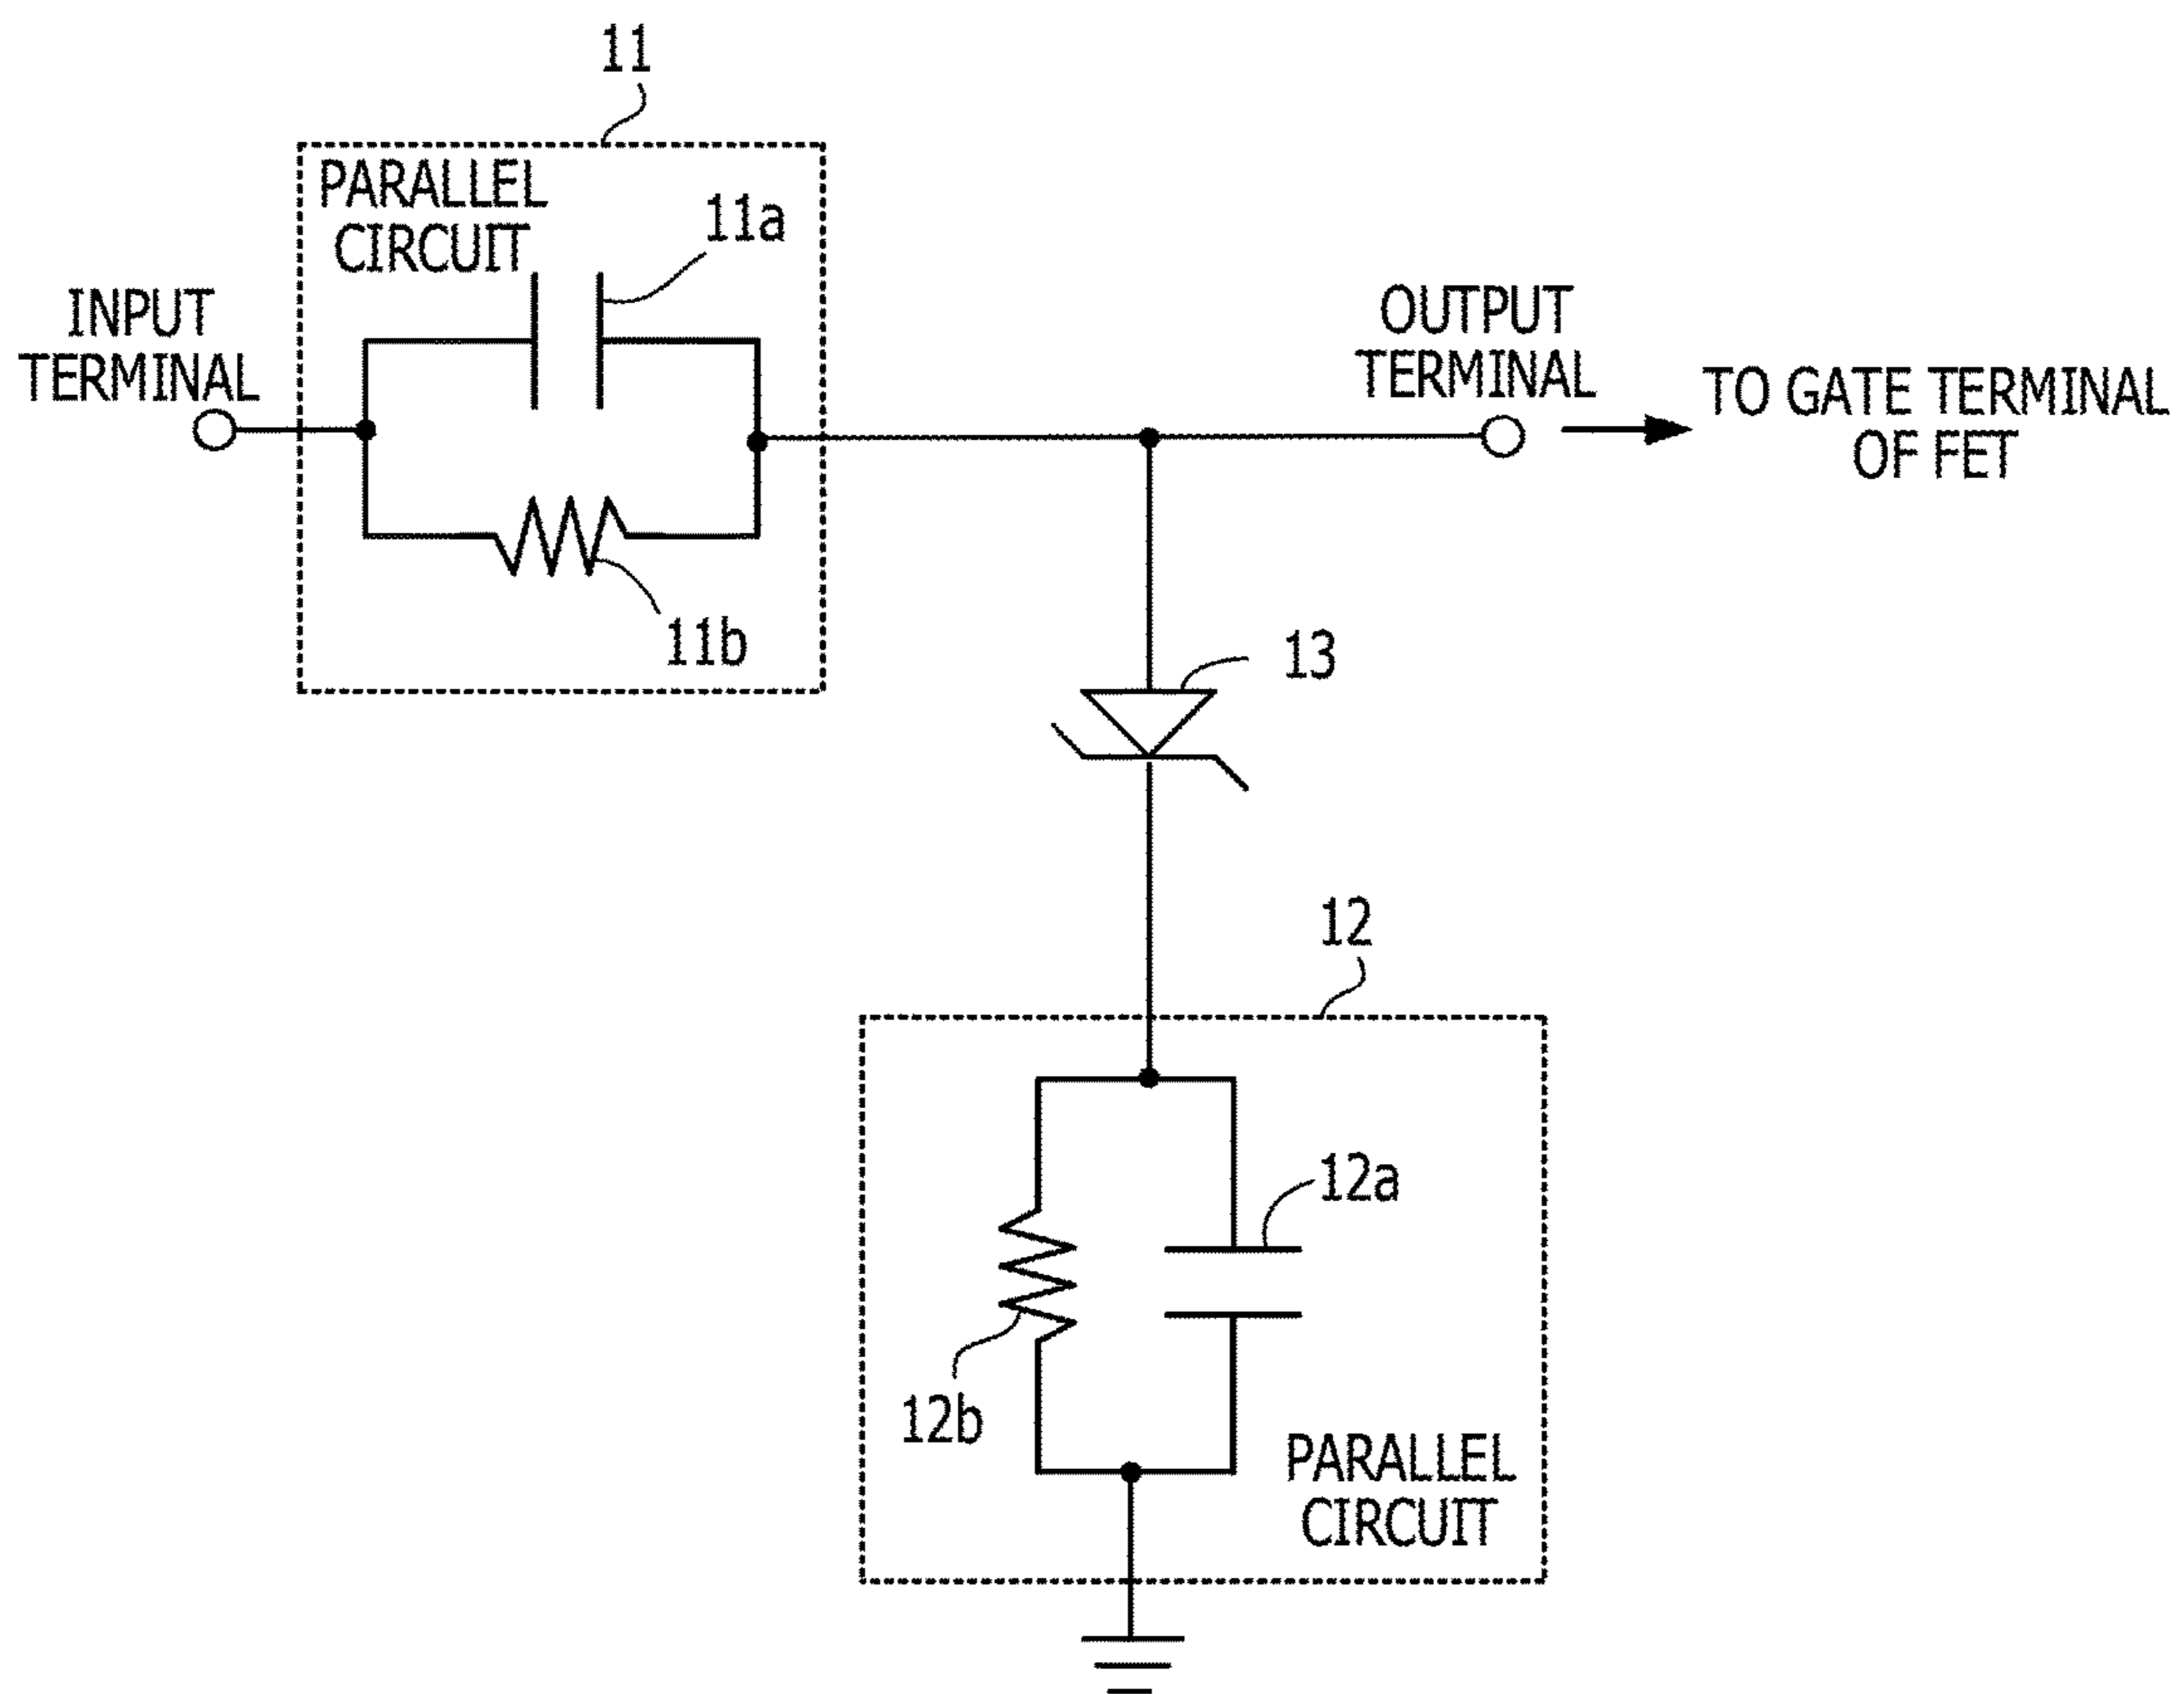 11
PARALLEL
CIRCUIT
11a
INPUT
TERMINAL
OUTPUT
TERMINAL
TO GATE TERMINAL
OF FET
11b
13
12
12a
12b
PARALLEL
CIRCUIT